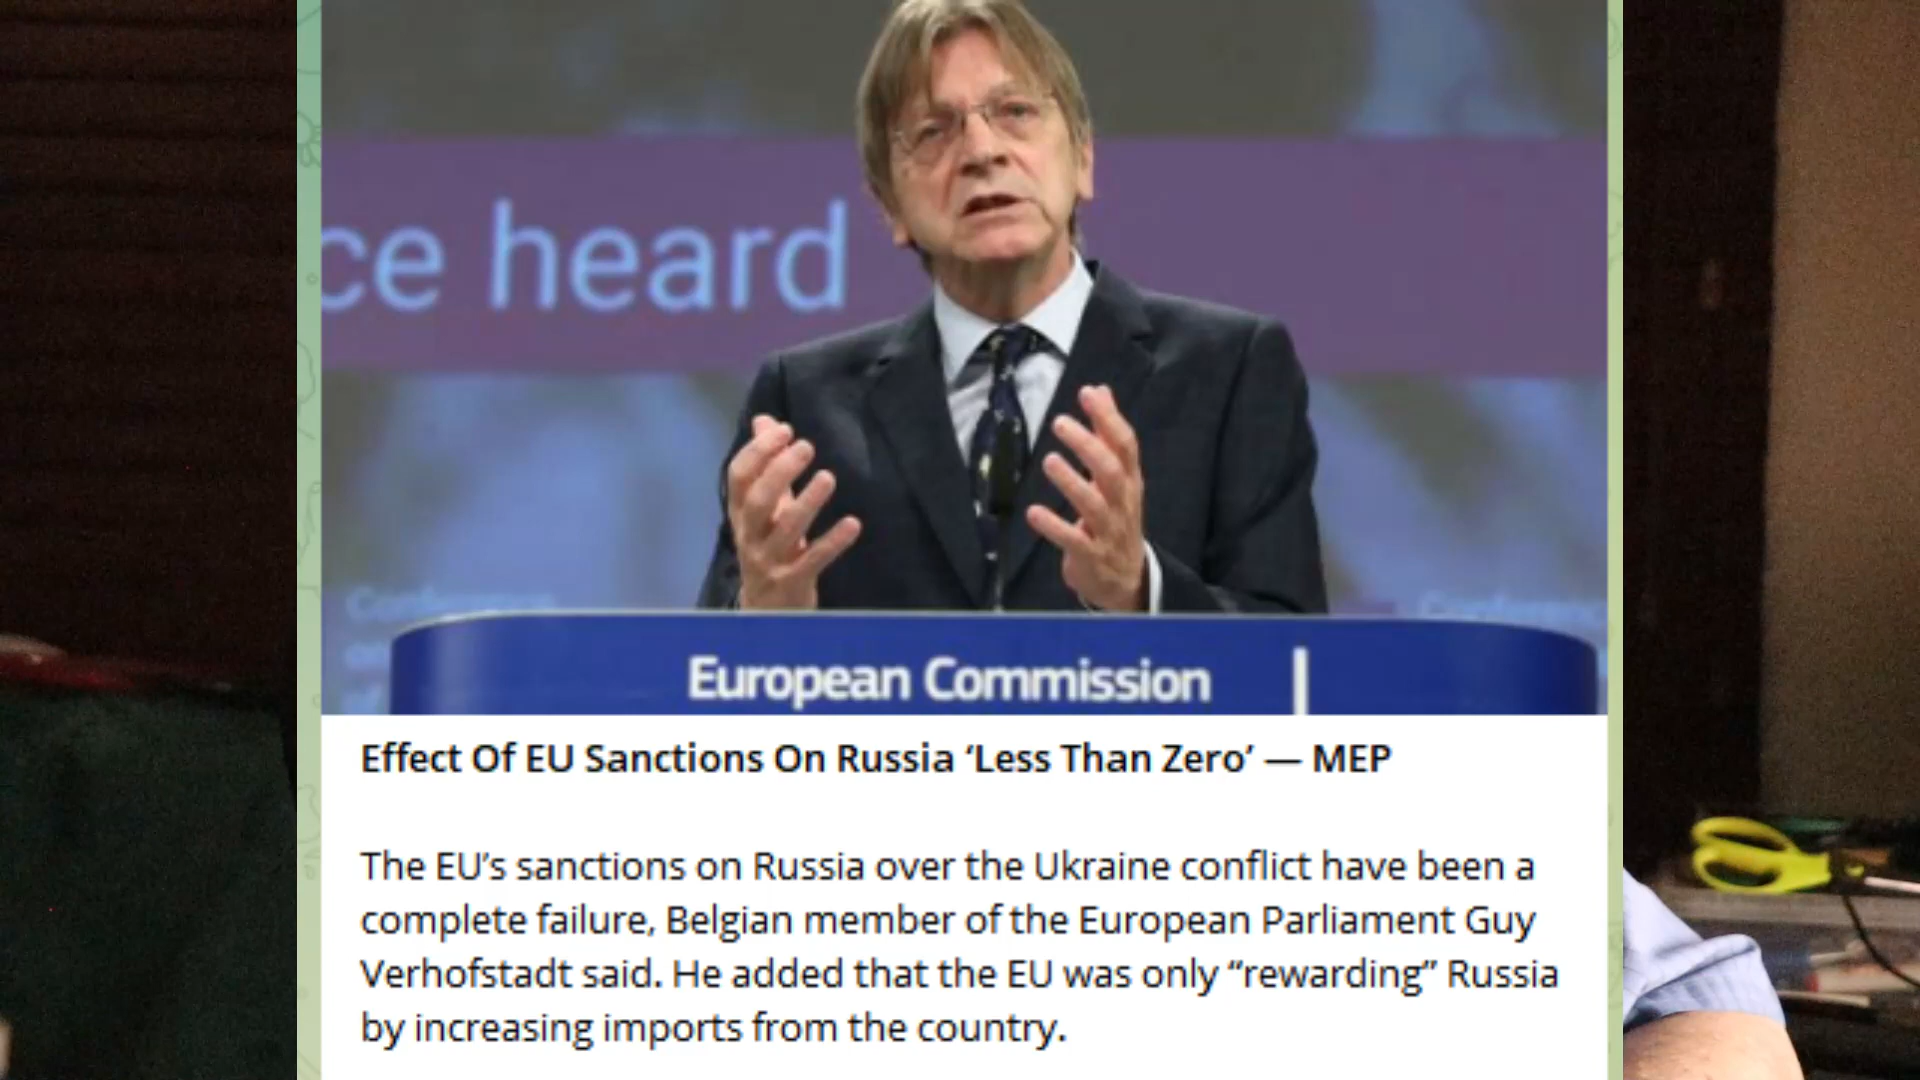 ce heard
European Commission
Effect Of EU Sanctions On Russia ‘Less Than Zero’ — MEP
The EU’s sanctions on Russia over the Ukraine conflict have been a
complete failure, Belgian member of the European Parliament Guy
Verhofstadt said. He added that the EU was only “rewarding” Russia
by increasing imports from the country.